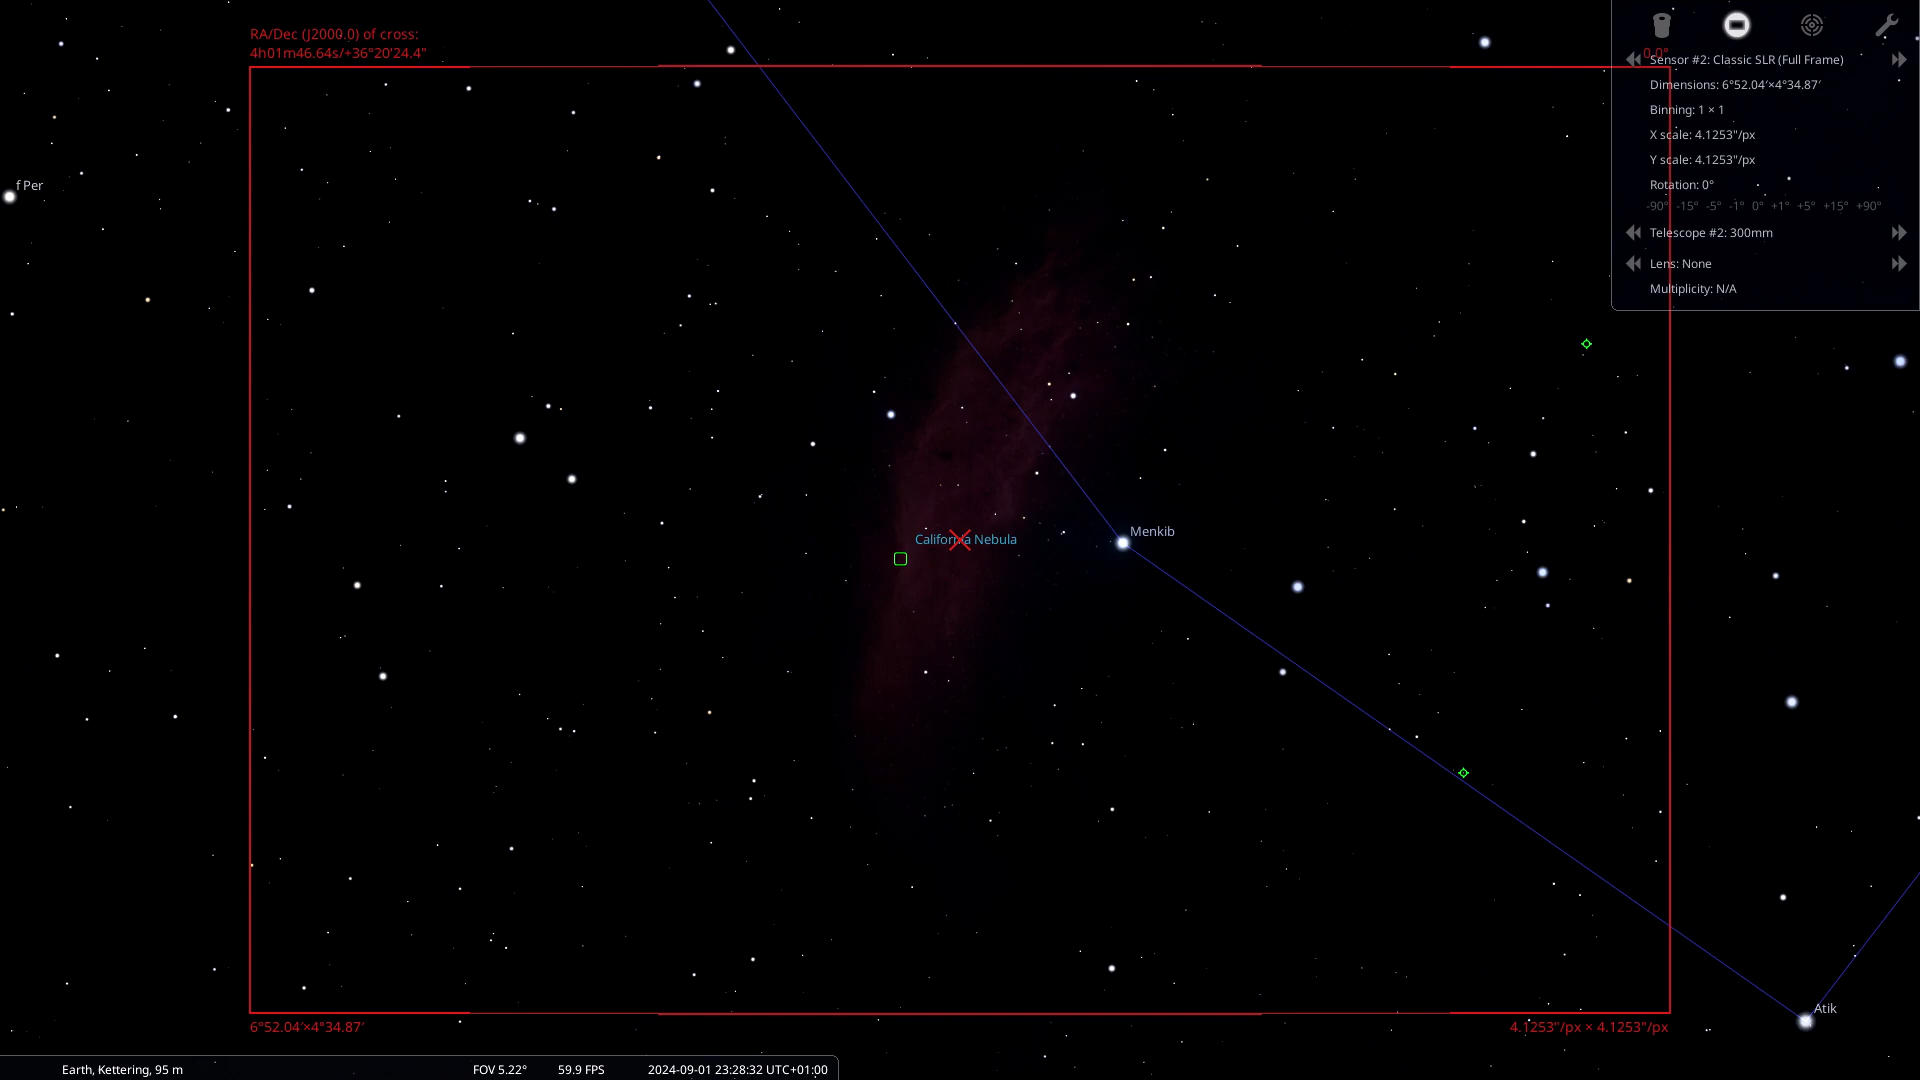 RA/Dec (J2000.0) of cross:
4h01m46.64s/+36°20'24.4"
0.0°
Sensor #2: Classic SLR (Full Frame)
Dimensions: 6°52.04′×4°34.87′
Binning: 1 × 1
X scale: 4.1253"/px
Y scale: 4.1253"/px
Rotation: 0°
-90° -15° -5° -1° 0° +1° +5° +15° +90°
Telescope #2: 300mm
Lens: None
Multiplicity: N/A
f Per
California Nebula
Menkib
Atik
6°52.04′×4°34.87′
4.1253"/px × 4.1253"/px
Earth, Kettering, 95 m FOV 5.22° 59.9 FPS 2024-09-01 23:28:32 UTC+01:00